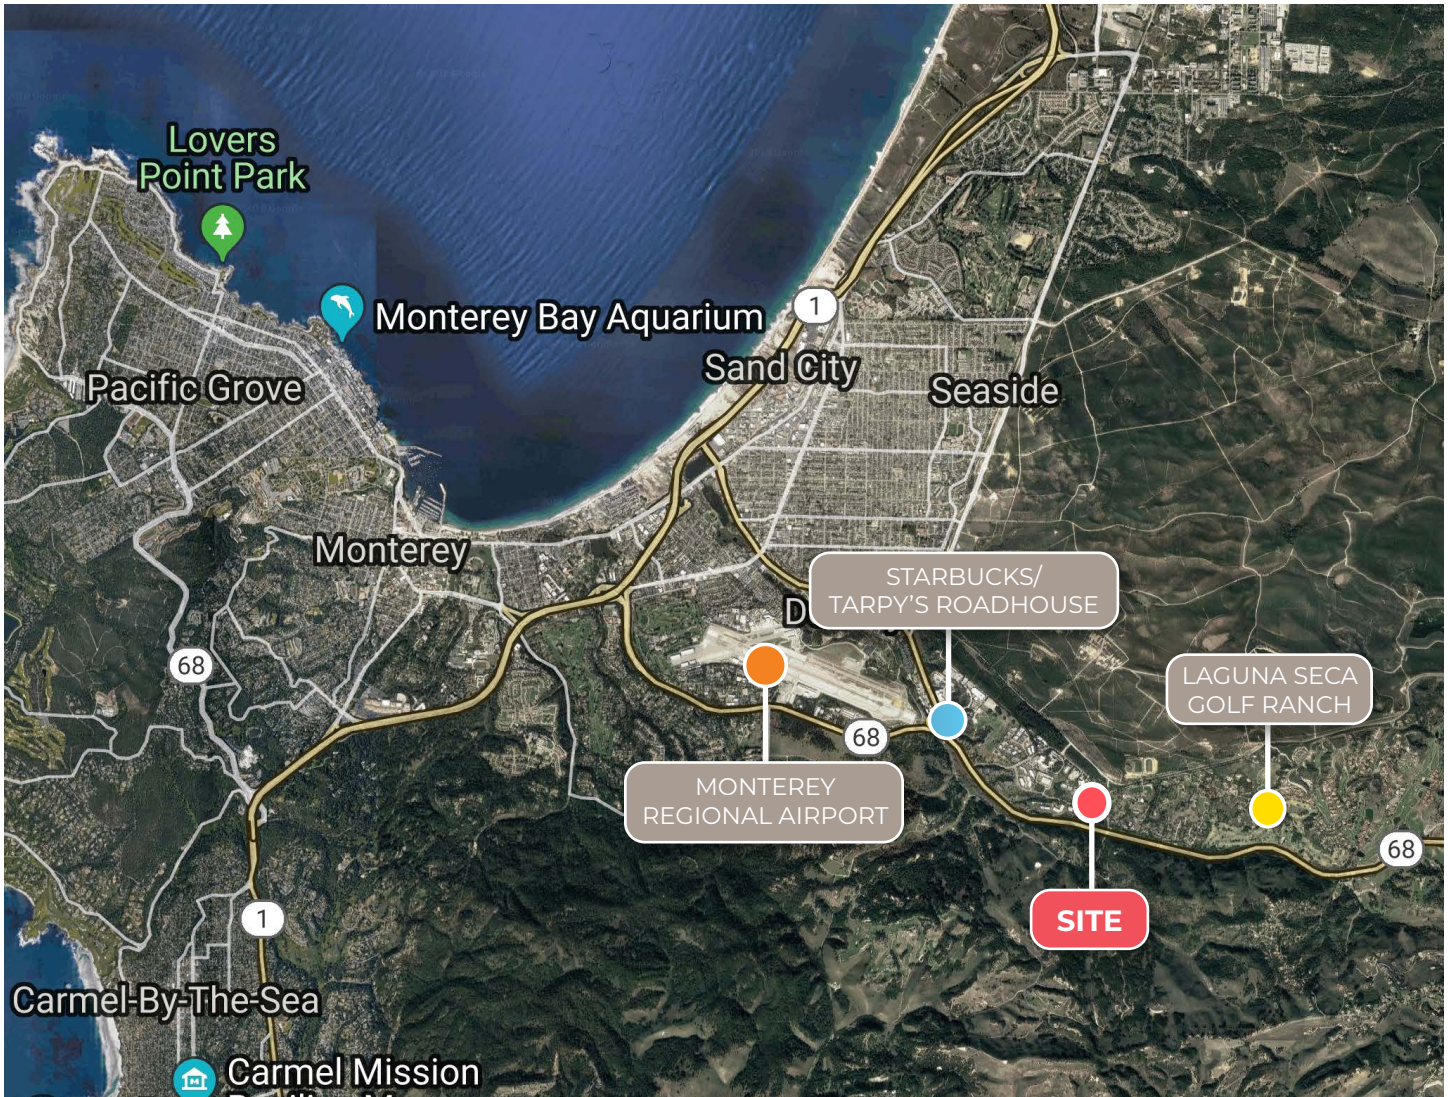 Lovers
Point Park
Monterey Bay Aquarium
1
Sand City
Pacific Grove
Seaside
Monterey
STARBUCKS/
TARPY'S ROADHOUSE
68
LAGUNA SECA
GOLF RANCH
68
MONTEREY
REGIONAL AIRPORT
68
1
SITE
Carmel-By-The-Sea
Carmel Mission